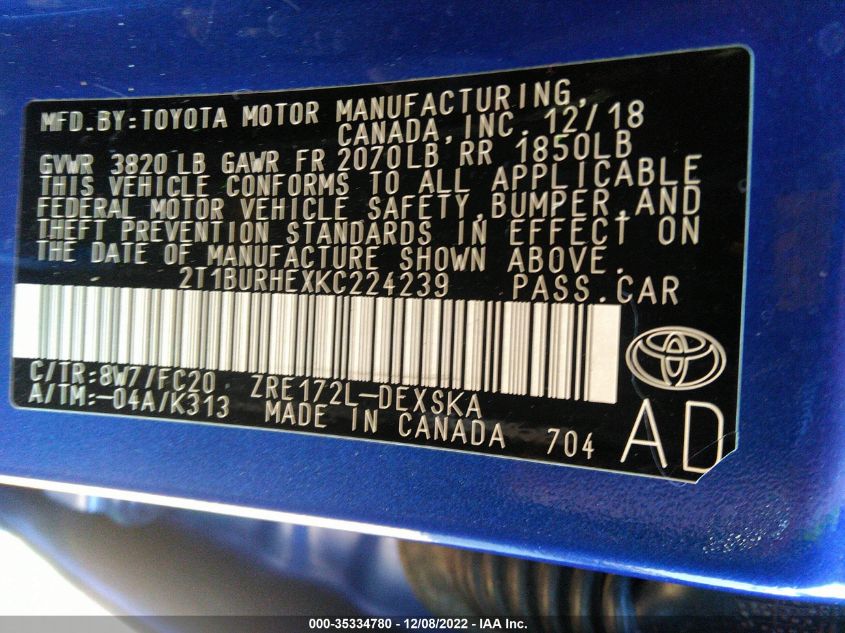 MFD.BY:TOYOTA MOTOR MANUFACTURING,
CANADA,INC. 12/18
GVWR 3820 LB GAWR FR 2070LB RR 1850LB
THIS VEHICLE CONFORMS TO ALL APPLICABLE
FEDERAL MOTOR VEHICLE SAFETY,BUMPER,AND
THEFT PREVENTION STANDARDS IN EFFECT ON
THE DATE OF MANUFACTURE SHOWN ABOVE.
2T1BURHEXKC224239 PASS.CAR
C/TR:8W7/FC20 ZRE172L-DEXSKA
A/TM:-04A/K313 MADE IN CANADA 704 AD
000-35334780 - 12/08/2022 - IAA Inc.